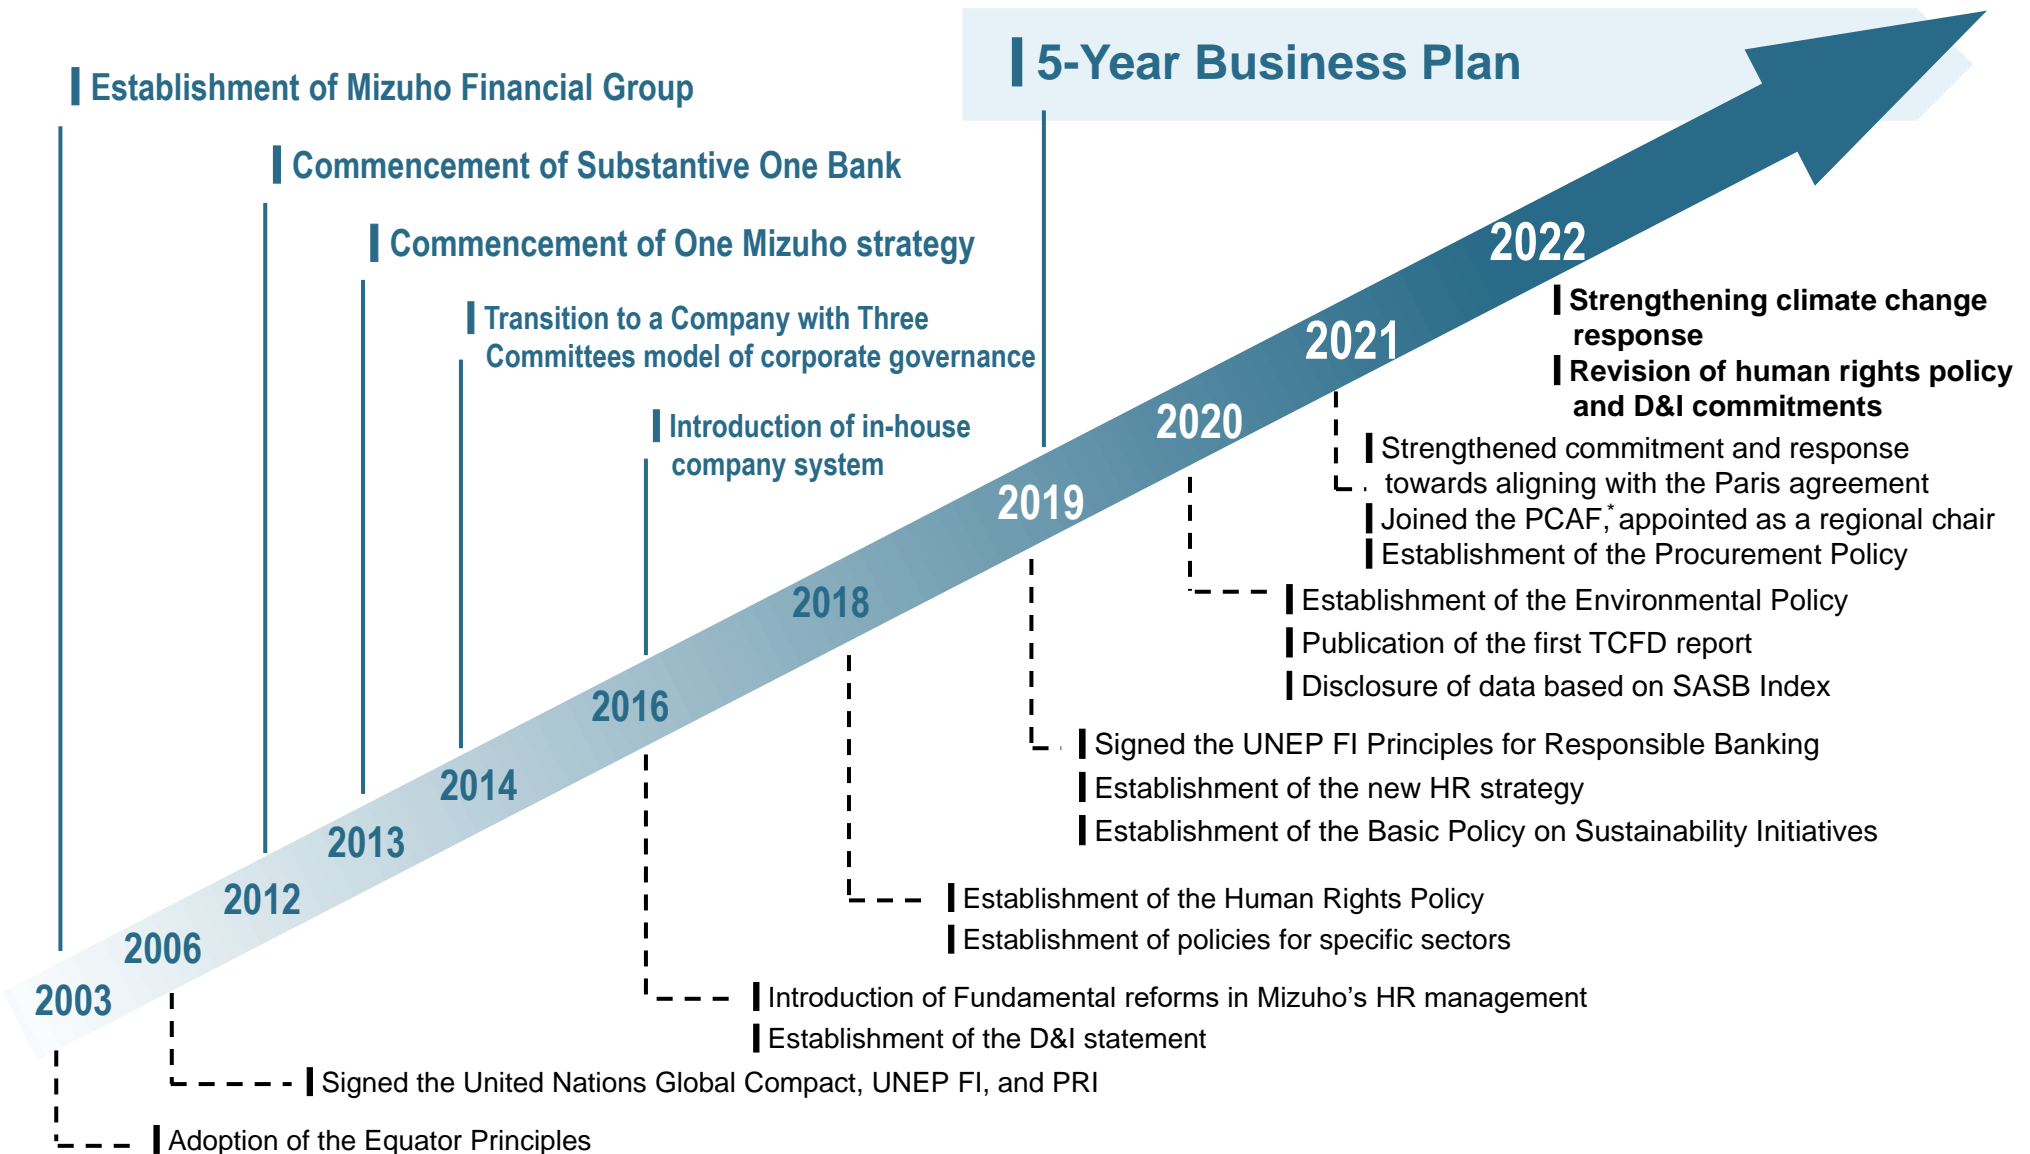 5-Year Business Plan
Establishment of Mizuho Financial Group
Commencement of Substantive One Bank
Commencement of One Mizuho strategy
Transition to a Company with Three
Committees model of corporate governance
Introduction of in-house
company system
2022
Strengthening climate change
response
Revision of human rights policy
and D&I commitments
2021
Strengthened commitment and response
towards aligning with the Paris agreement
Joined the PCAF,* appointed as a regional chair
Establishment of the Procurement Policy
2020
Establishment of the Environmental Policy
Publication of the first TCFD report
Disclosure of data based on SASB Index
2019
Signed the UNEP FI Principles for Responsible Banking
Establishment of the new HR strategy
Establishment of the Basic Policy on Sustainability Initiatives
2018
Establishment of the Human Rights Policy
Establishment of policies for specific sectors
2016
Introduction of Fundamental reforms in Mizuho’s HR management
Establishment of the D&I statement
2014
2013
2012
2006
Signed the United Nations Global Compact, UNEP FI, and PRI
2003
Adoption of the Equator Principles